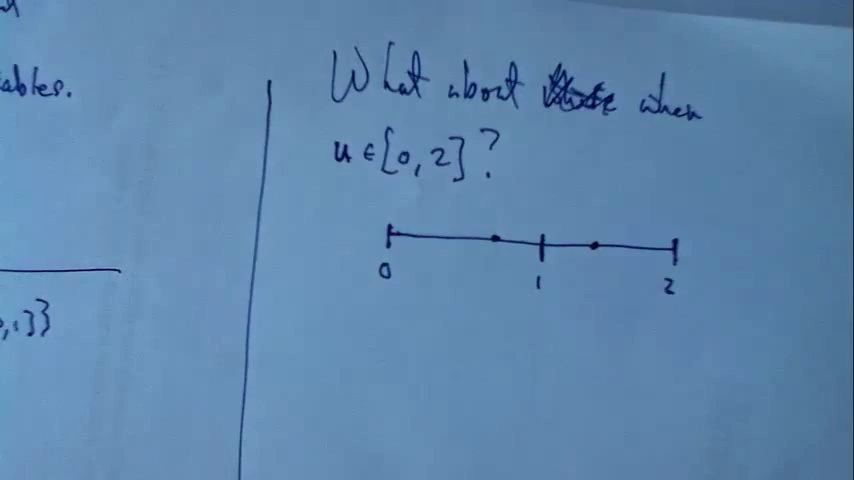 ables.
What about when
u ∈ [0, 2] ?
0 1 2